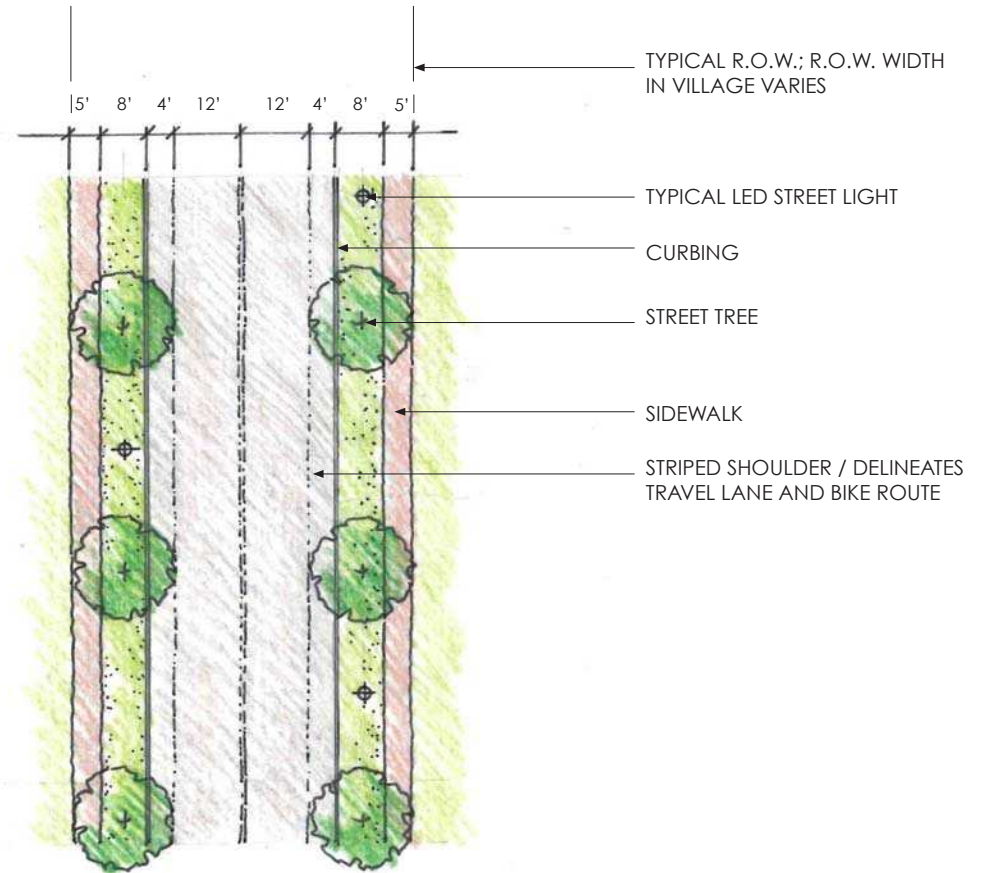 TYPICAL R.O.W.; R.O.W. WIDTH
IN VILLAGE VARIES
5' 8' 4' 12' 12' 4' 8' 5'
TYPICAL LED STREET LIGHT
CURBING
STREET TREE
SIDEWALK
STRIPED SHOULDER / DELINEATES
TRAVEL LANE AND BIKE ROUTE